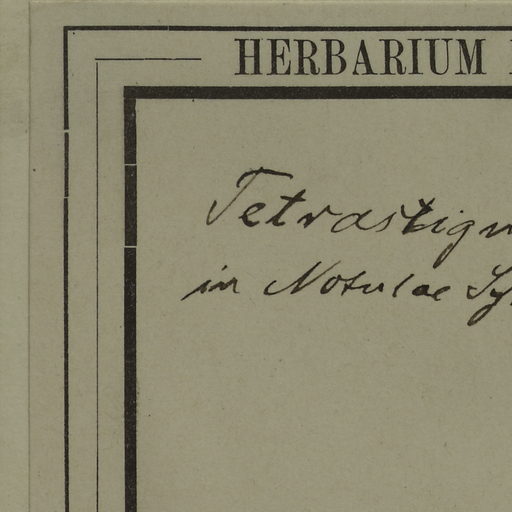 HERBARIUM
Tetrastigm
in Notulae Sy